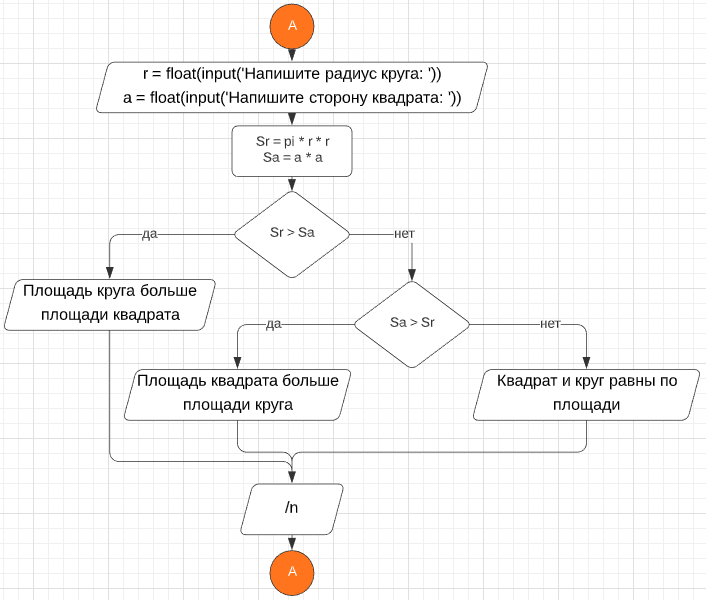 A
r = float(input('Напишите радиус круга: '))
a = float(input('Напишите сторону квадрата: '))
Sr = pi * r * r
Sa = a * a
Sr > Sa
да
нет
Площадь круга больше
площади квадрата
Sa > Sr
да
нет
Площадь квадрата больше
площади круга
Квадрат и круг равны по
площади
/n
A